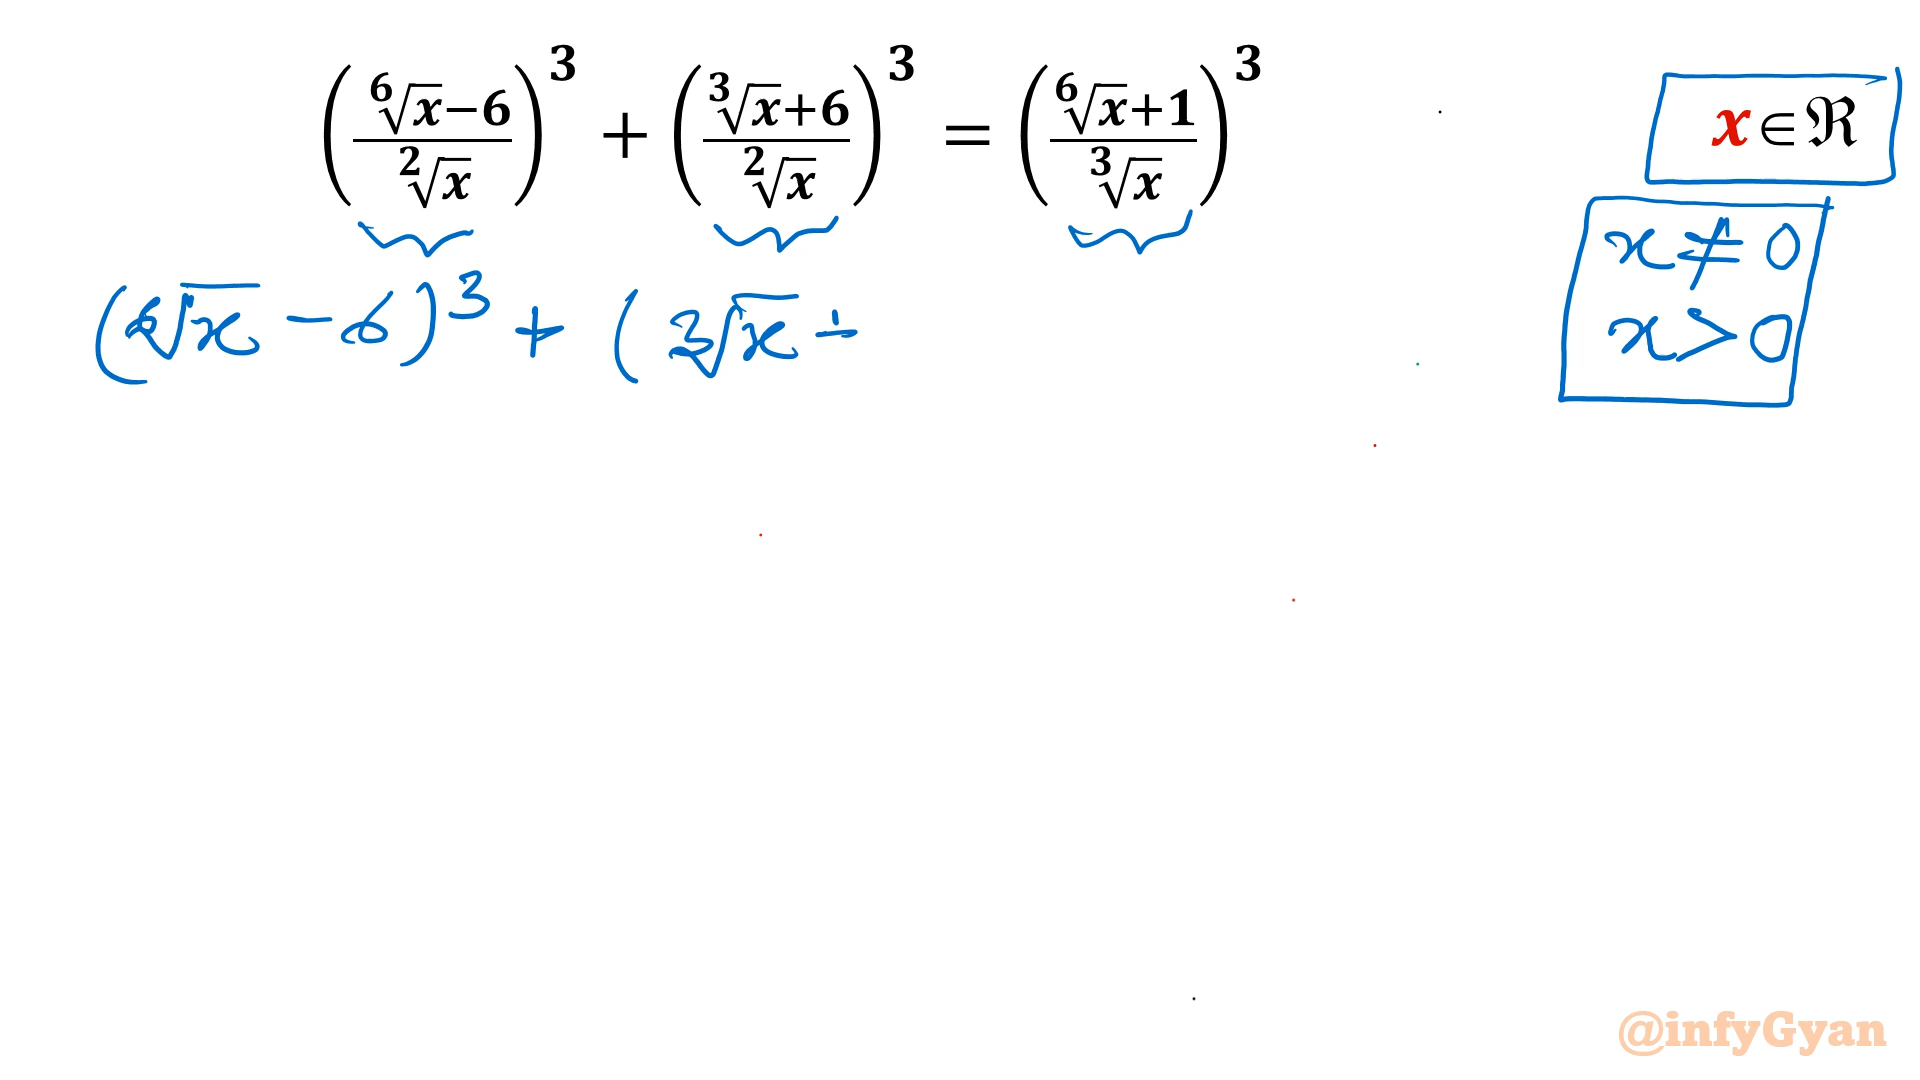 (⁶√x−6 / ²√x)³ + (³√x+6 / ²√x)³ = (⁶√x+1 / ³√x)³
x ∈ ℜ
x ≠ 0
x > 0
(⁶√x − 6)³ + (³√x +
@infyGyan